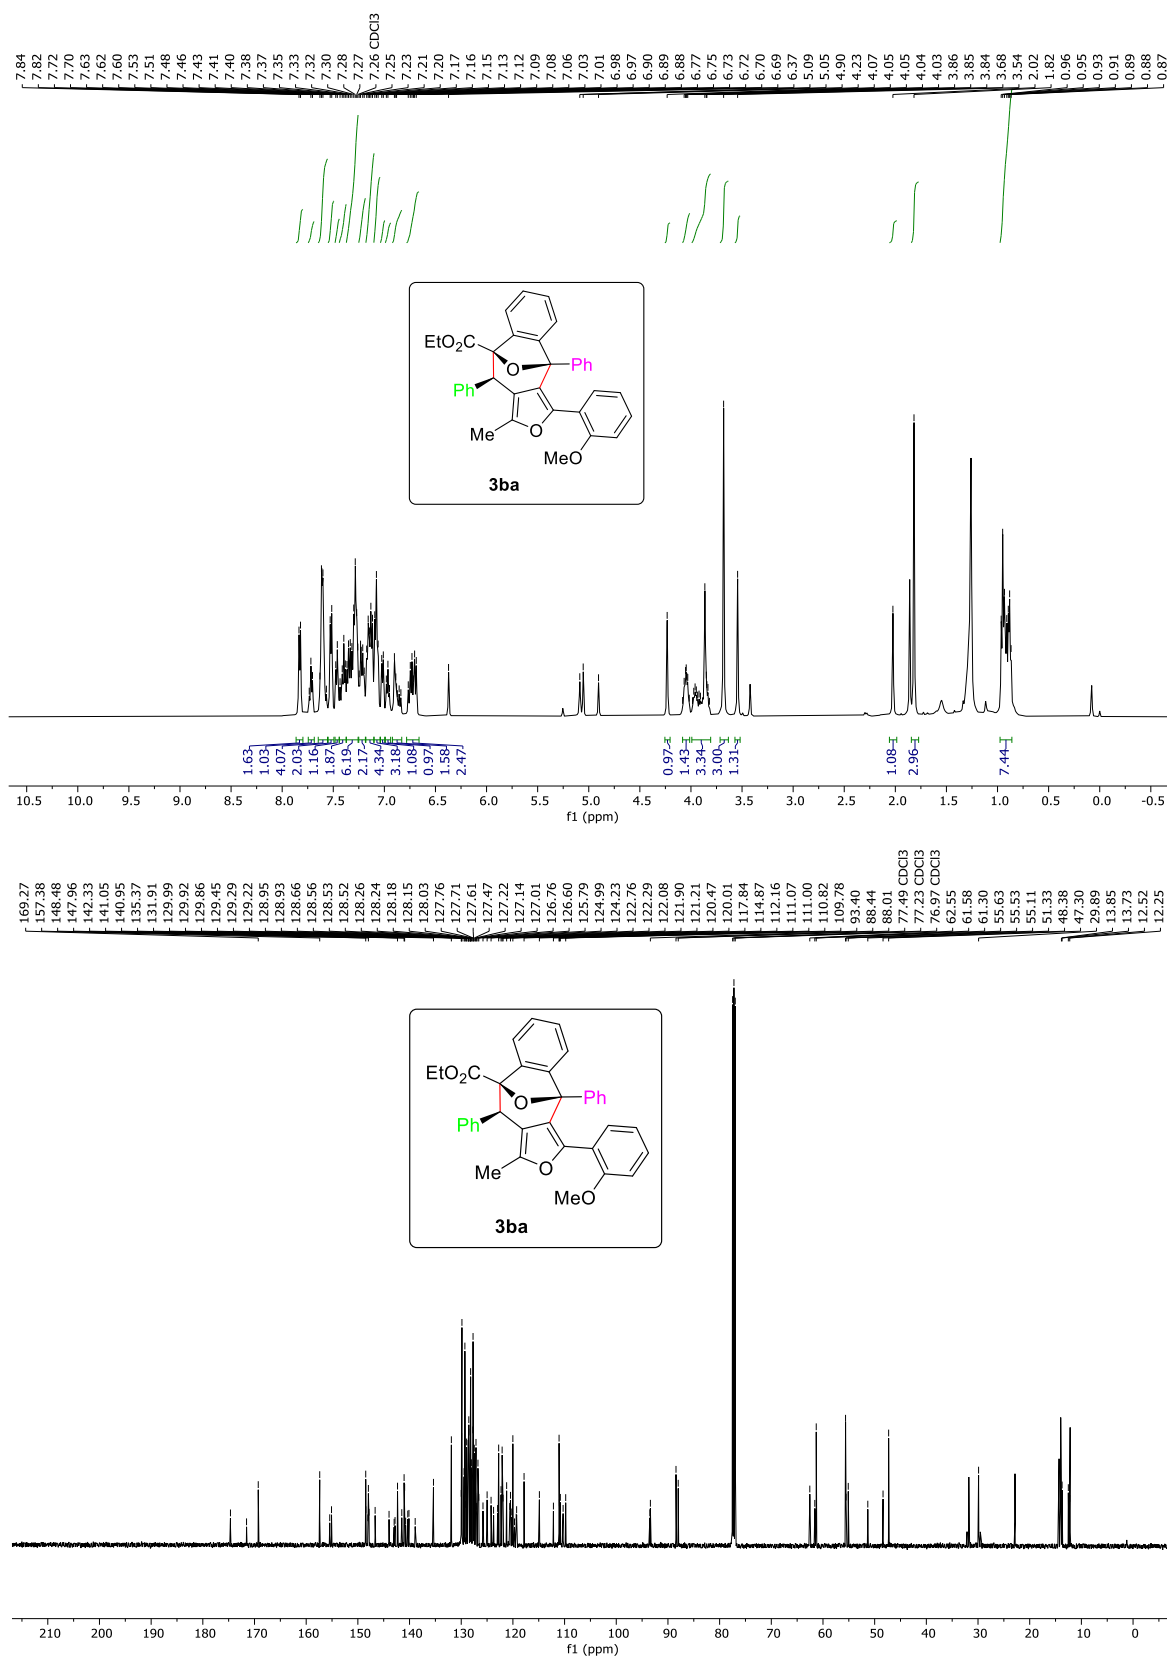 7.84 7.82 7.72 7.70 7.63 7.62 7.60 7.53 7.51 7.48 7.46 7.43 7.41 7.40 7.38 7.37 7.35 7.33 7.32 7.30 7.28 7.27 7.26 CDCl3 7.25 7.23 7.21 7.20 7.17 7.16 7.15 7.13 7.12 7.09 7.08 7.06 7.03 7.01 6.98 6.97 6.90 6.89 6.88 6.77 6.75 6.73 6.72 6.70 6.69 6.37 5.09 5.05 4.90 4.23 4.07 4.05 4.05 4.04 4.03 3.86 3.85 3.84 3.68 3.54 2.02 1.82 0.96 0.95 0.93 0.91 0.89 0.88 0.87
EtO2C
O
Ph
Ph
Me
O
MeO
3ba
1.63 1.03 4.07 2.03 1.16 1.87 6.19 2.17 4.34 3.18 1.08 0.97 1.58 2.47 0.97 1.43 3.34 3.00 1.31 1.08 2.96 7.44
10.5 10.0 9.5 9.0 8.5 8.0 7.5 7.0 6.5 6.0 5.5 5.0 4.5 4.0 3.5 3.0 2.5 2.0 1.5 1.0 0.5 0.0 -0.5
f1 (ppm)
169.27 157.38 148.48 147.96 142.33 141.05 140.95 135.37 131.91 129.99 129.92 129.86 129.45 129.29 129.22 128.95 128.93 128.66 128.56 128.53 128.52 128.26 128.24 128.18 128.15 128.03 127.76 127.71 127.61 127.47 127.22 127.14 127.01 126.76 126.60 125.79 124.99 124.23 122.76 122.29 122.08 121.90 121.21 120.47 120.01 117.84 114.87 112.16 111.07 111.00 110.82 109.78 93.40 88.44 88.01 77.49 CDCl3 77.23 CDCl3 76.97 CDCl3 62.55 61.58 61.30 55.63 55.53 55.11 51.33 48.38 47.30 29.89 13.85 13.73 12.52 12.25
EtO2C
O
Ph
Ph
Me
O
MeO
3ba
210 200 190 180 170 160 150 140 130 120 110 100 90 80 70 60 50 40 30 20 10 0
f1 (ppm)